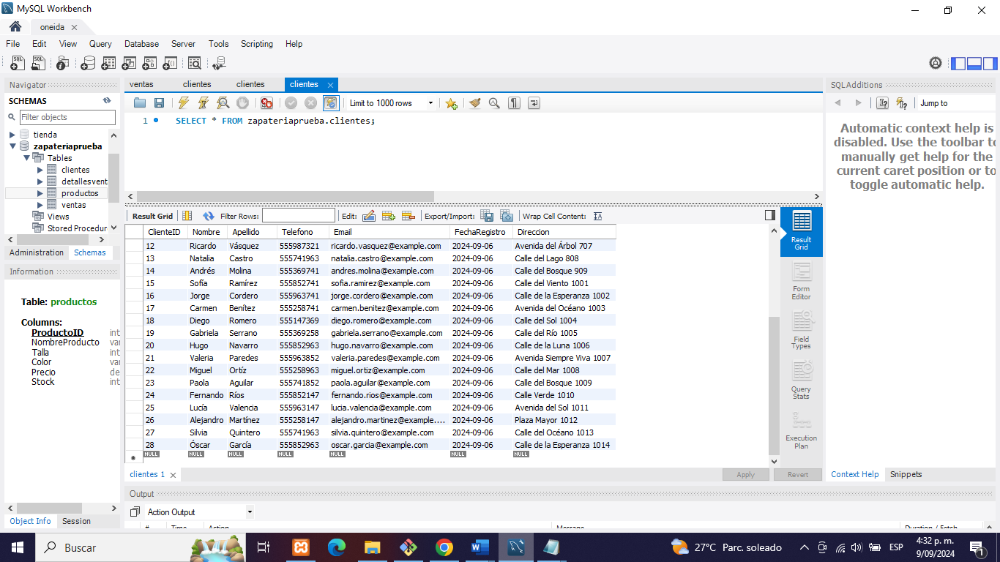 MySQL Workbench
oneida
File Edit View Query Database Server Tools Scripting Help
Navigator
SCHEMAS
Filter objects
tienda
zapateriaprueba
Tables
clientes
detallesvent
productos
ventas
Views
Stored Procedur
Administration Schemas
Information
Table: productos
Columns:
ProductoID int
NombreProducto var
Talla int
Color var
Precio de
Stock int
Object Info Session
ventas clientes clientes clientes
Limit to 1000 rows
1 SELECT * FROM zapateriaprueba.clientes;
Result Grid Filter Rows: Edit: Export/Import: Wrap Cell Content:
ClienteID Nombre Apellido Telefono Email FechaRegistro Direccion
12 Ricardo Vásquez 555987321 ricardo.vasquez@example.com 2024-09-06 Avenida del Árbol 707
13 Natalia Castro 555741963 natalia.castro@example.com 2024-09-06 Calle del Lago 808
14 Andrés Molina 555369741 andres.molina@example.com 2024-09-06 Calle del Bosque 909
15 Sofía Ramírez 555852741 sofia.ramirez@example.com 2024-09-06 Calle del Viento 1001
16 Jorge Cordero 555963741 jorge.cordero@example.com 2024-09-06 Calle de la Esperanza 1002
17 Carmen Benítez 555258741 carmen.benitez@example.com 2024-09-06 Avenida del Océano 1003
18 Diego Romero 555147369 diego.romero@example.com 2024-09-06 Calle del Sol 1004
19 Gabriela Serrano 555369258 gabriela.serrano@example.com 2024-09-06 Calle del Río 1005
20 Hugo Navarro 555852963 hugo.navarro@example.com 2024-09-06 Calle de la Luna 1006
21 Valeria Paredes 555963852 valeria.paredes@example.com 2024-09-06 Avenida Siempre Viva 1007
22 Miguel Ortíz 555258963 miguel.ortiz@example.com 2024-09-06 Calle del Mar 1008
23 Paola Aguilar 555741852 paola.aguilar@example.com 2024-09-06 Calle del Bosque 1009
24 Fernando Ríos 555852147 fernando.rios@example.com 2024-09-06 Calle Verde 1010
25 Lucía Valencia 555963147 lucia.valencia@example.com 2024-09-06 Avenida del Sol 1011
26 Alejandro Martínez 555258147 alejandro.martinez@example.... 2024-09-06 Plaza Mayor 1012
27 Silvia Quintero 555741963 silvia.quintero@example.com 2024-09-06 Calle del Océano 1013
28 Óscar García 555852963 oscar.garcia@example.com 2024-09-06 Calle de la Esperanza 1014
NULL NULL NULL NULL NULL NULL NULL
Result Grid
Form Editor
Field Types
Query Stats
Execution Plan
clientes 1 Apply Revert
Output
Action Output
# Time Action Message Duration / Fetch
SQLAdditions
Jump to
Automatic context help is
disabled. Use the toolbar to
manually get help for the
current caret position or to
toggle automatic help.
Context Help Snippets
Buscar
27°C Parc. soleado ESP
4:32 p. m.
9/09/2024
1